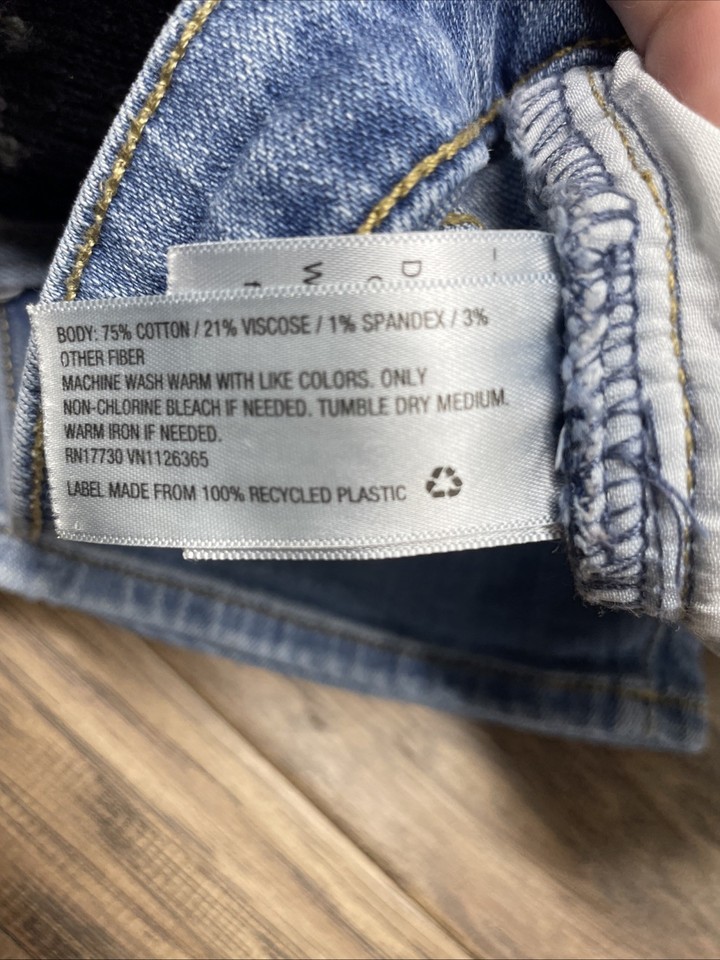 BODY: 75% COTTON / 21% VISCOSE / 1% SPANDEX / 3%
OTHER FIBER
MACHINE WASH WARM WITH LIKE COLORS. ONLY
NON-CHLORINE BLEACH IF NEEDED. TUMBLE DRY MEDIUM.
WARM IRON IF NEEDED.
RN17730 VN1126365
LABEL MADE FROM 100% RECYCLED PLASTIC